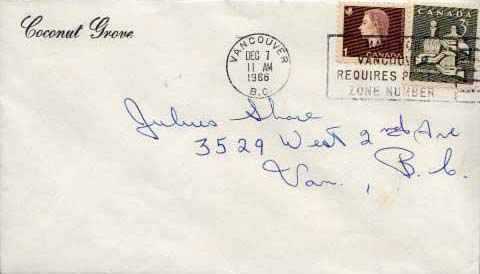 Coconut Grove
VANCOUVER
DEC 7
11 AM
1966
B.C.
1
CANADA
CANADA
VANCOUVER
REQUIRES
ZONE NUMBER
Julius Shore
3529 West 2nd Ave
Van., B.C.